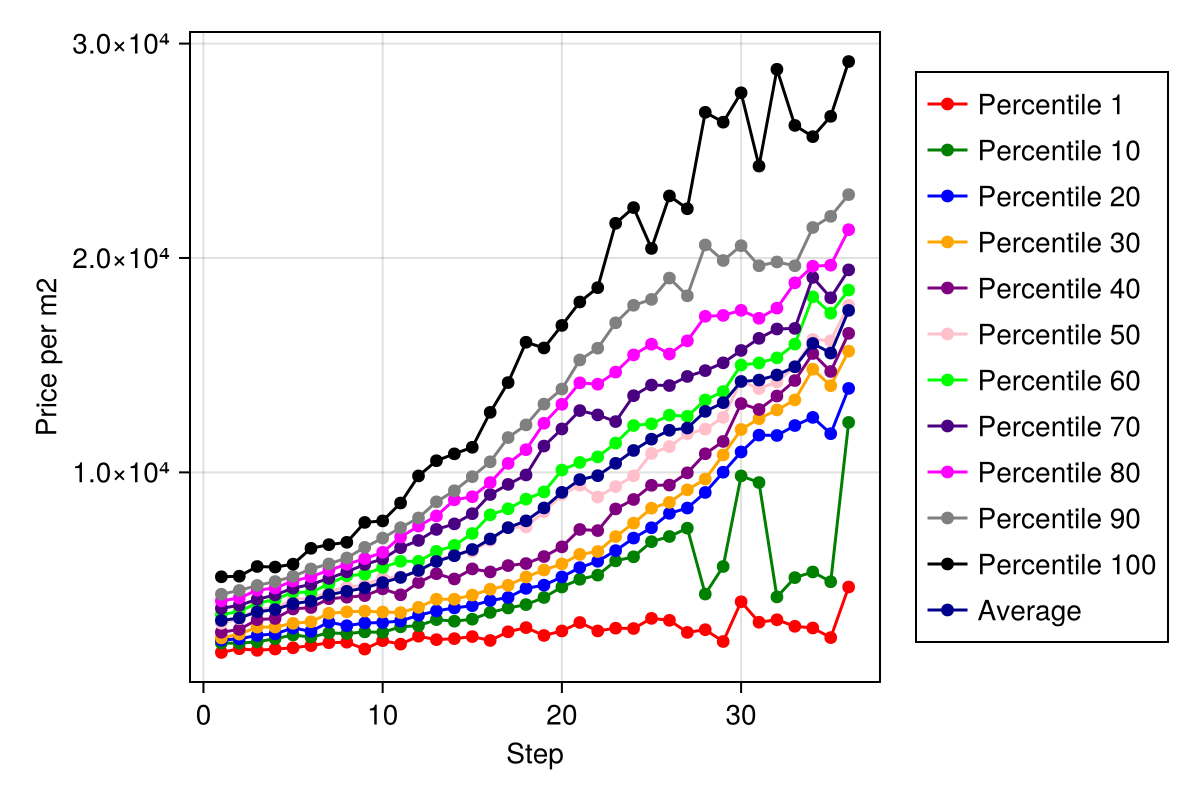 3.0×10⁴
2.0×10⁴
1.0×10⁴
Price per m2
0 10 20 30
Step
Percentile 1
Percentile 10
Percentile 20
Percentile 30
Percentile 40
Percentile 50
Percentile 60
Percentile 70
Percentile 80
Percentile 90
Percentile 100
Average